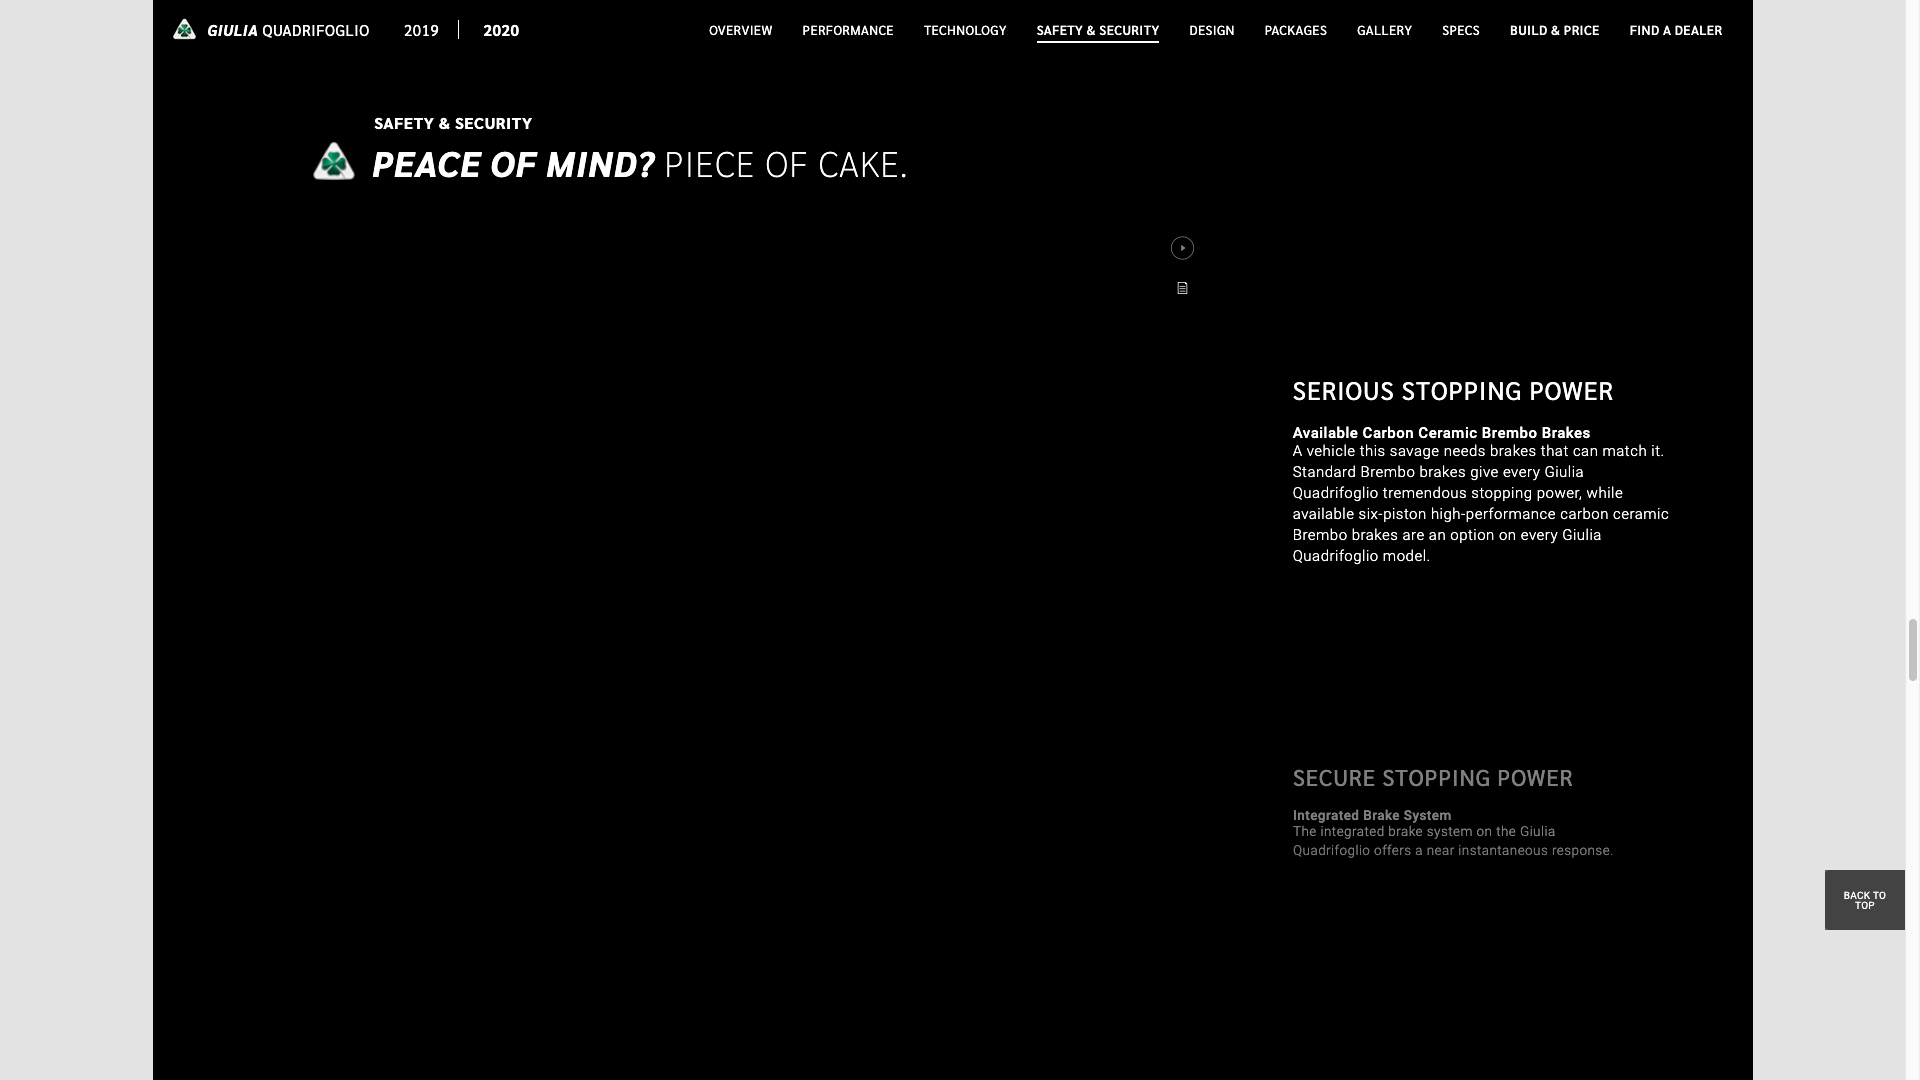 GIULIA QUADRIFOGLIO 2019 2020 OVERVIEW PERFORMANCE TECHNOLOGY SAFETY & SECURITY DESIGN PACKAGES GALLERY SPECS BUILD & PRICE FIND A DEALER
SAFETY & SECURITY
PEACE OF MIND? PIECE OF CAKE.
SERIOUS STOPPING POWER
Available Carbon Ceramic Brembo Brakes
A vehicle this savage needs brakes that can match it.
Standard Brembo brakes give every Giulia
Quadrifoglio tremendous stopping power, while
available six-piston high-performance carbon ceramic
Brembo brakes are an option on every Giulia
Quadrifoglio model.
SECURE STOPPING POWER
Integrated Brake System
The integrated brake system on the Giulia
Quadrifoglio offers a near instantaneous response.
BACK TO
TOP